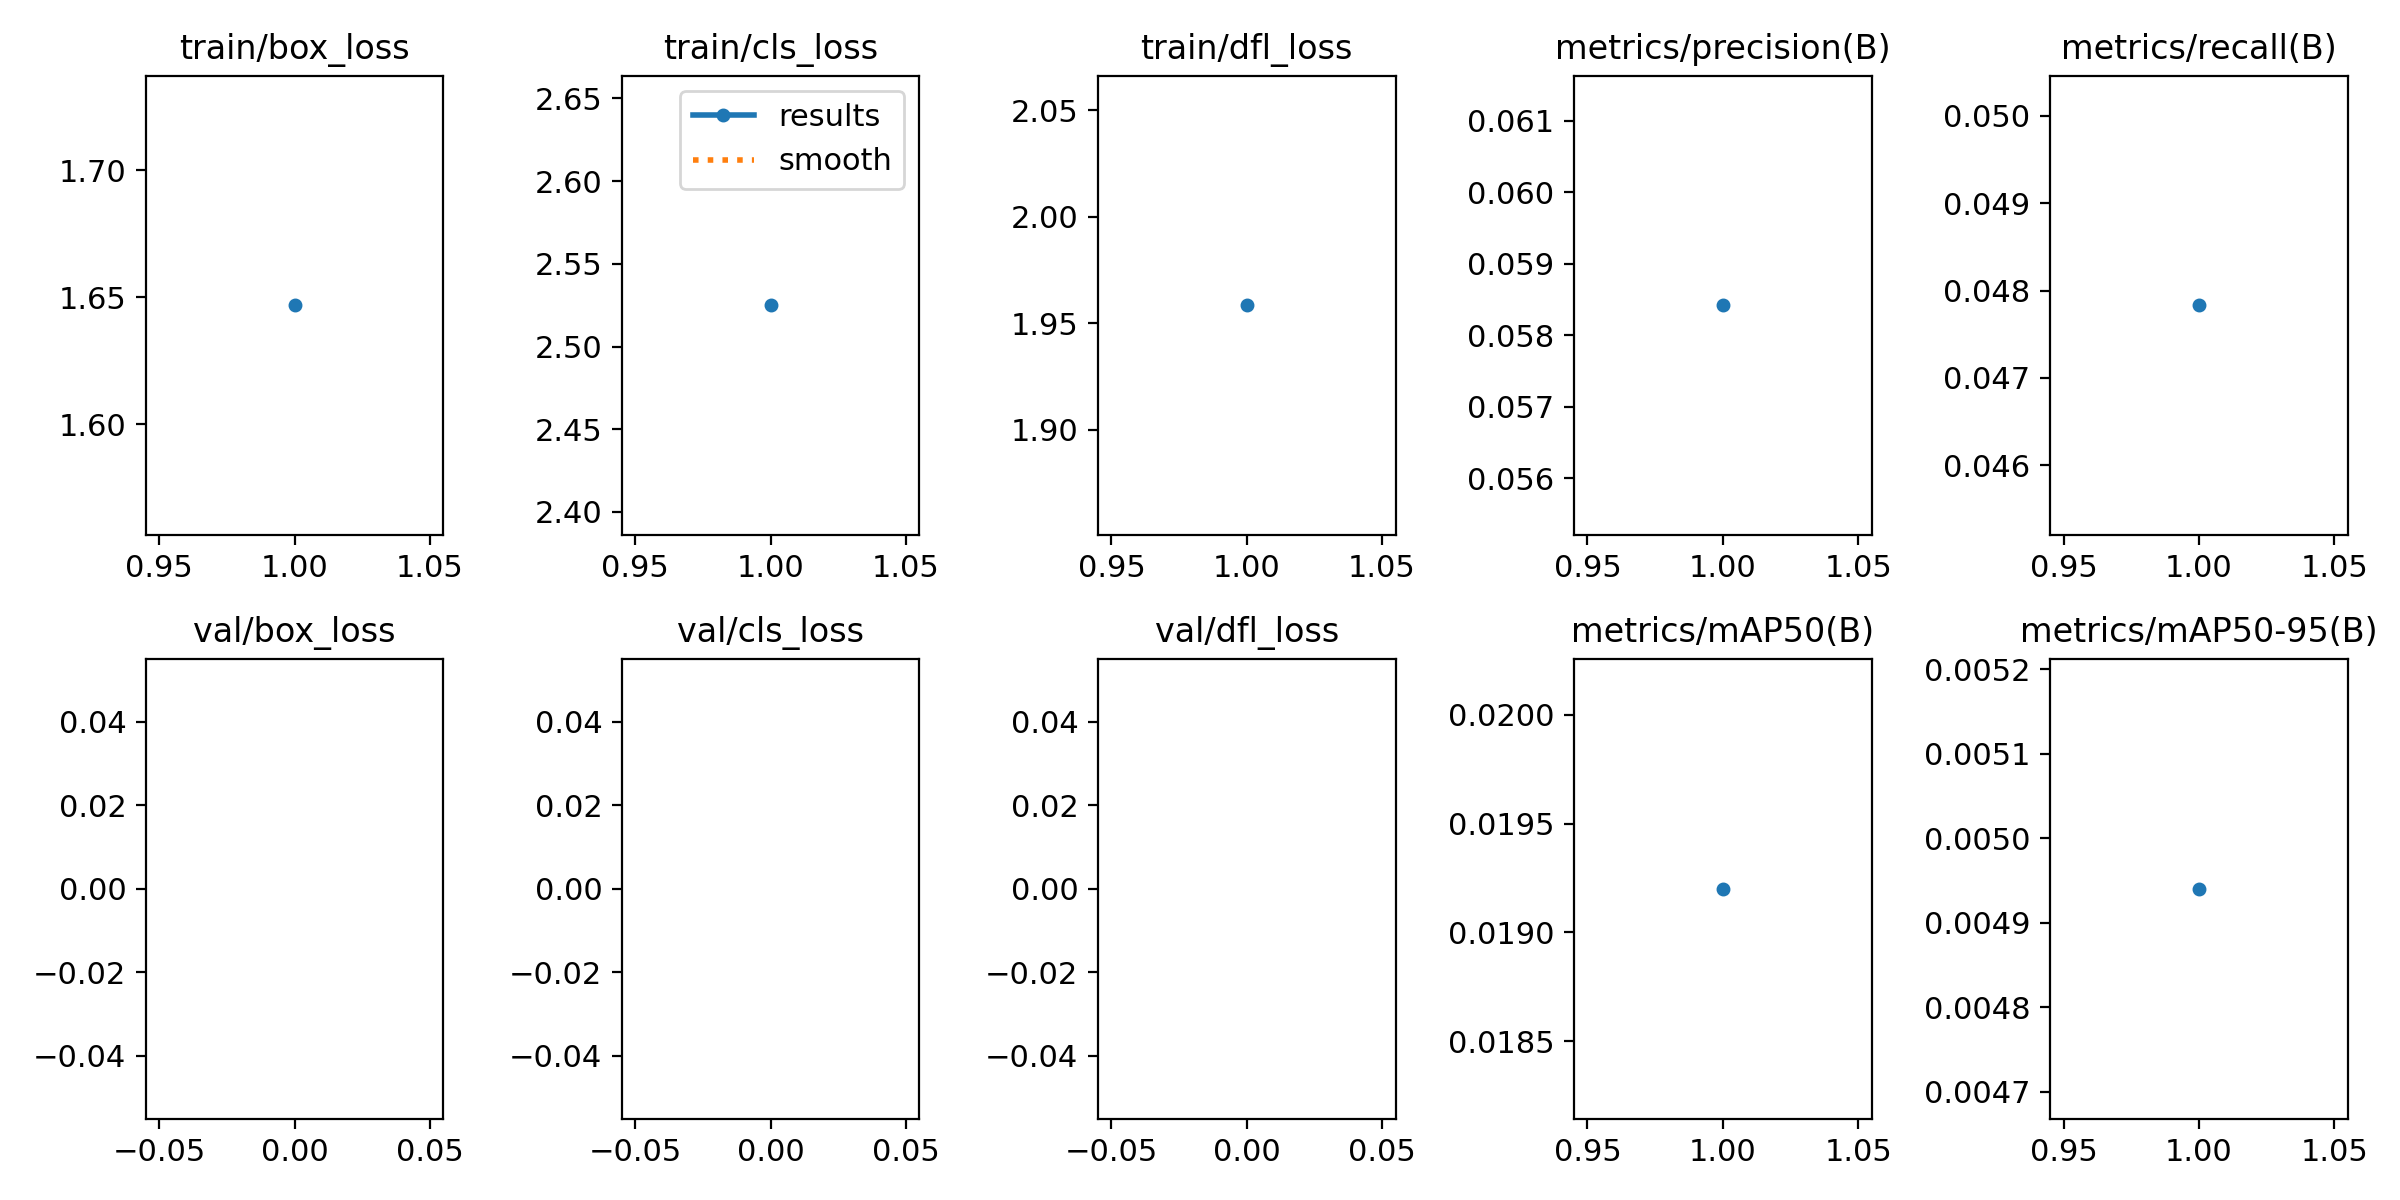 train/box_loss
1.70
1.65
1.60
0.95 1.00 1.05
train/cls_loss
2.65
2.60
2.55
2.50
2.45
2.40
results
smooth
0.95 1.00 1.05
train/dfl_loss
2.05
2.00
1.95
1.90
0.95 1.00 1.05
metrics/precision(B)
0.061
0.060
0.059
0.058
0.057
0.056
0.95 1.00 1.05
metrics/recall(B)
0.050
0.049
0.048
0.047
0.046
0.95 1.00 1.05
val/box_loss
0.04
0.02
0.00
−0.02
−0.04
−0.05 0.00 0.05
val/cls_loss
0.04
0.02
0.00
−0.02
−0.04
−0.05 0.00 0.05
val/dfl_loss
0.04
0.02
0.00
−0.02
−0.04
−0.05 0.00 0.05
metrics/mAP50(B)
0.0200
0.0195
0.0190
0.0185
0.95 1.00 1.05
metrics/mAP50-95(B)
0.0052
0.0051
0.0050
0.0049
0.0048
0.0047
0.95 1.00 1.05